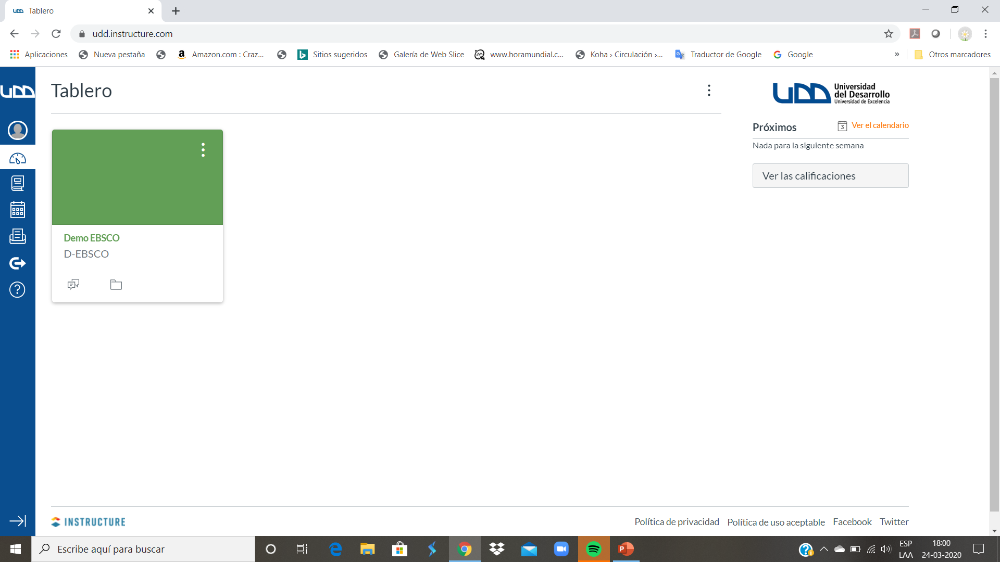 Tablero
udd.instructure.com
Aplicaciones
Nueva pestaña
Amazon.com : Craz...
Sitios sugeridos
Galería de Web Slice
www.horamundial.c...
Koha › Circulación ›...
Traductor de Google
Google
»
Otros marcadores
UDD
Tablero
UDD Universidad
del Desarrollo
Universidad de Excelencia
Próximos
3
Ver el calendario
Nada para la siguiente semana
Ver las calificaciones
Demo EBSCO
D-EBSCO
INSTRUCTURE
Política de privacidad
Política de uso aceptable
Facebook
Twitter
Escribe aquí para buscar
ESP
LAA
18:00
24-03-2020